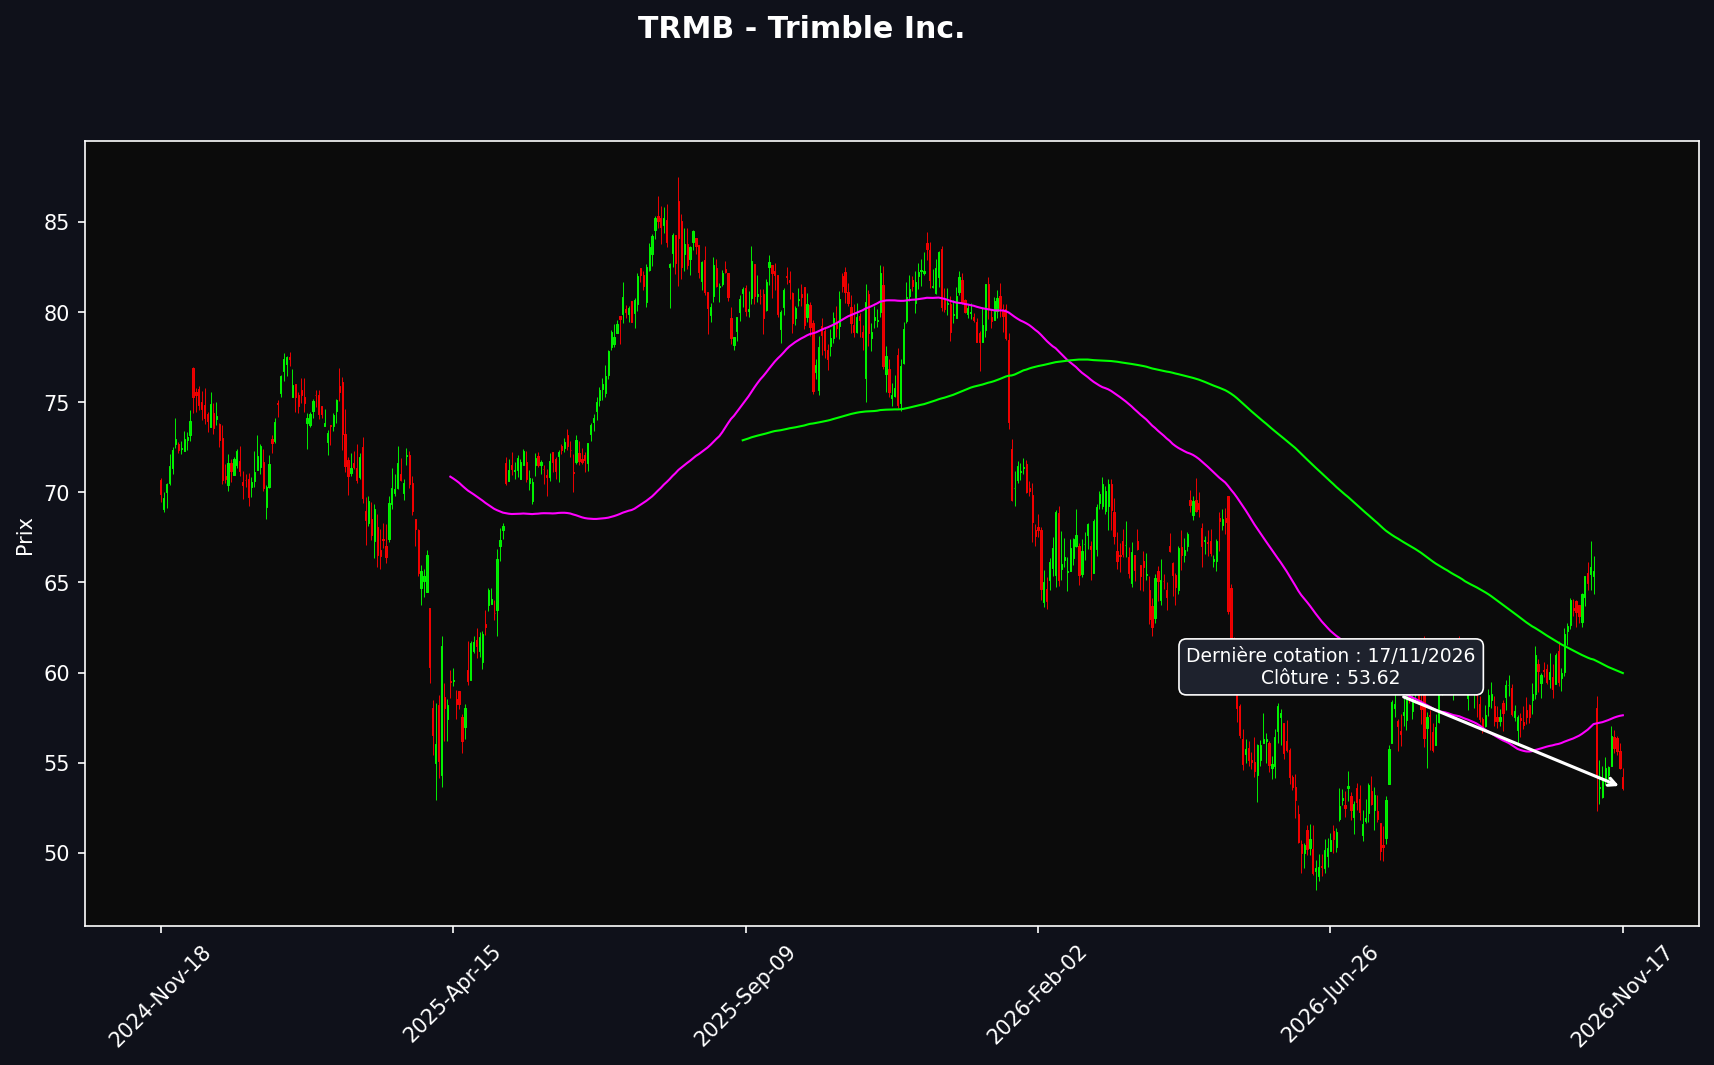 TRMB - Trimble Inc.
Prix
85
80
75
70
65
60
55
50
Dernière cotation : 17/11/2026
Clôture : 53.62
2024-Nov-18
2025-Apr-15
2025-Sep-09
2026-Feb-02
2026-Jun-26
2026-Nov-17